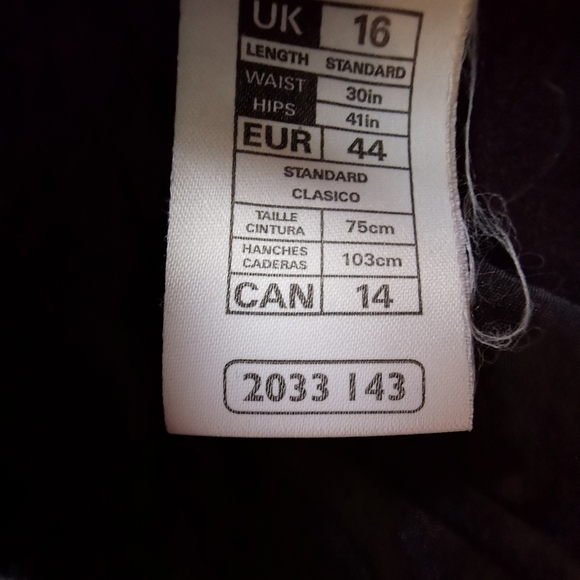 UK 16
LENGTH STANDARD
WAIST 30in
HIPS 41in
EUR 44
STANDARD
CLASICO
TAILLE
CINTURA 75cm
HANCHES
CADERAS 103cm
CAN 14
2033 143